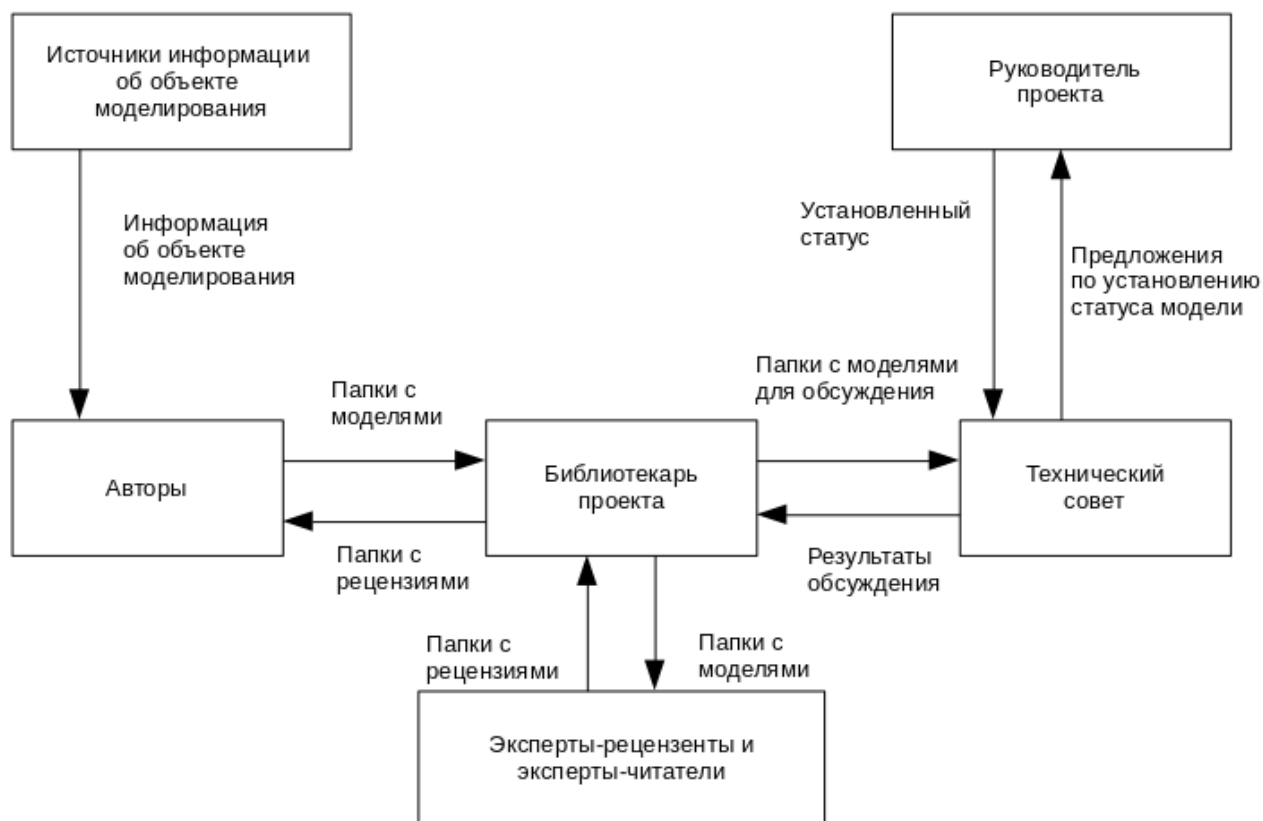 Источники информации
об объекте
моделирования
Руководитель
проекта
Информация
об объекте
моделирования
Установленный
статус
Предложения
по установлению
статуса модели
Папки с
моделями
Папки с моделями
для обсуждения
Авторы
Библиотекарь
проекта
Технический
совет
Папки с
рецензиями
Результаты
обсуждения
Папки с
рецензиями
Папки с
моделями
Эксперты-рецензенты и
эксперты-читатели